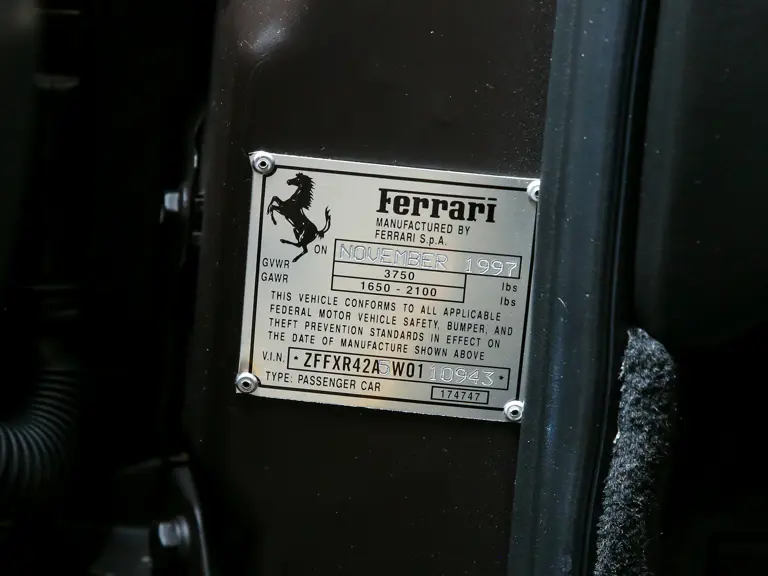 Ferrari
MANUFACTURED BY
FERRARI S.p.A.
ON NOVEMBER 1997
GVWR 3750 lbs
GAWR 1650 - 2100 lbs
THIS VEHICLE CONFORMS TO ALL APPLICABLE
FEDERAL MOTOR VEHICLE SAFETY, BUMPER, AND
THEFT PREVENTION STANDARDS IN EFFECT ON
THE DATE OF MANUFACTURE SHOWN ABOVE
V.I.N. * ZFFXR42A5W0110943 *
TYPE: PASSENGER CAR 174747